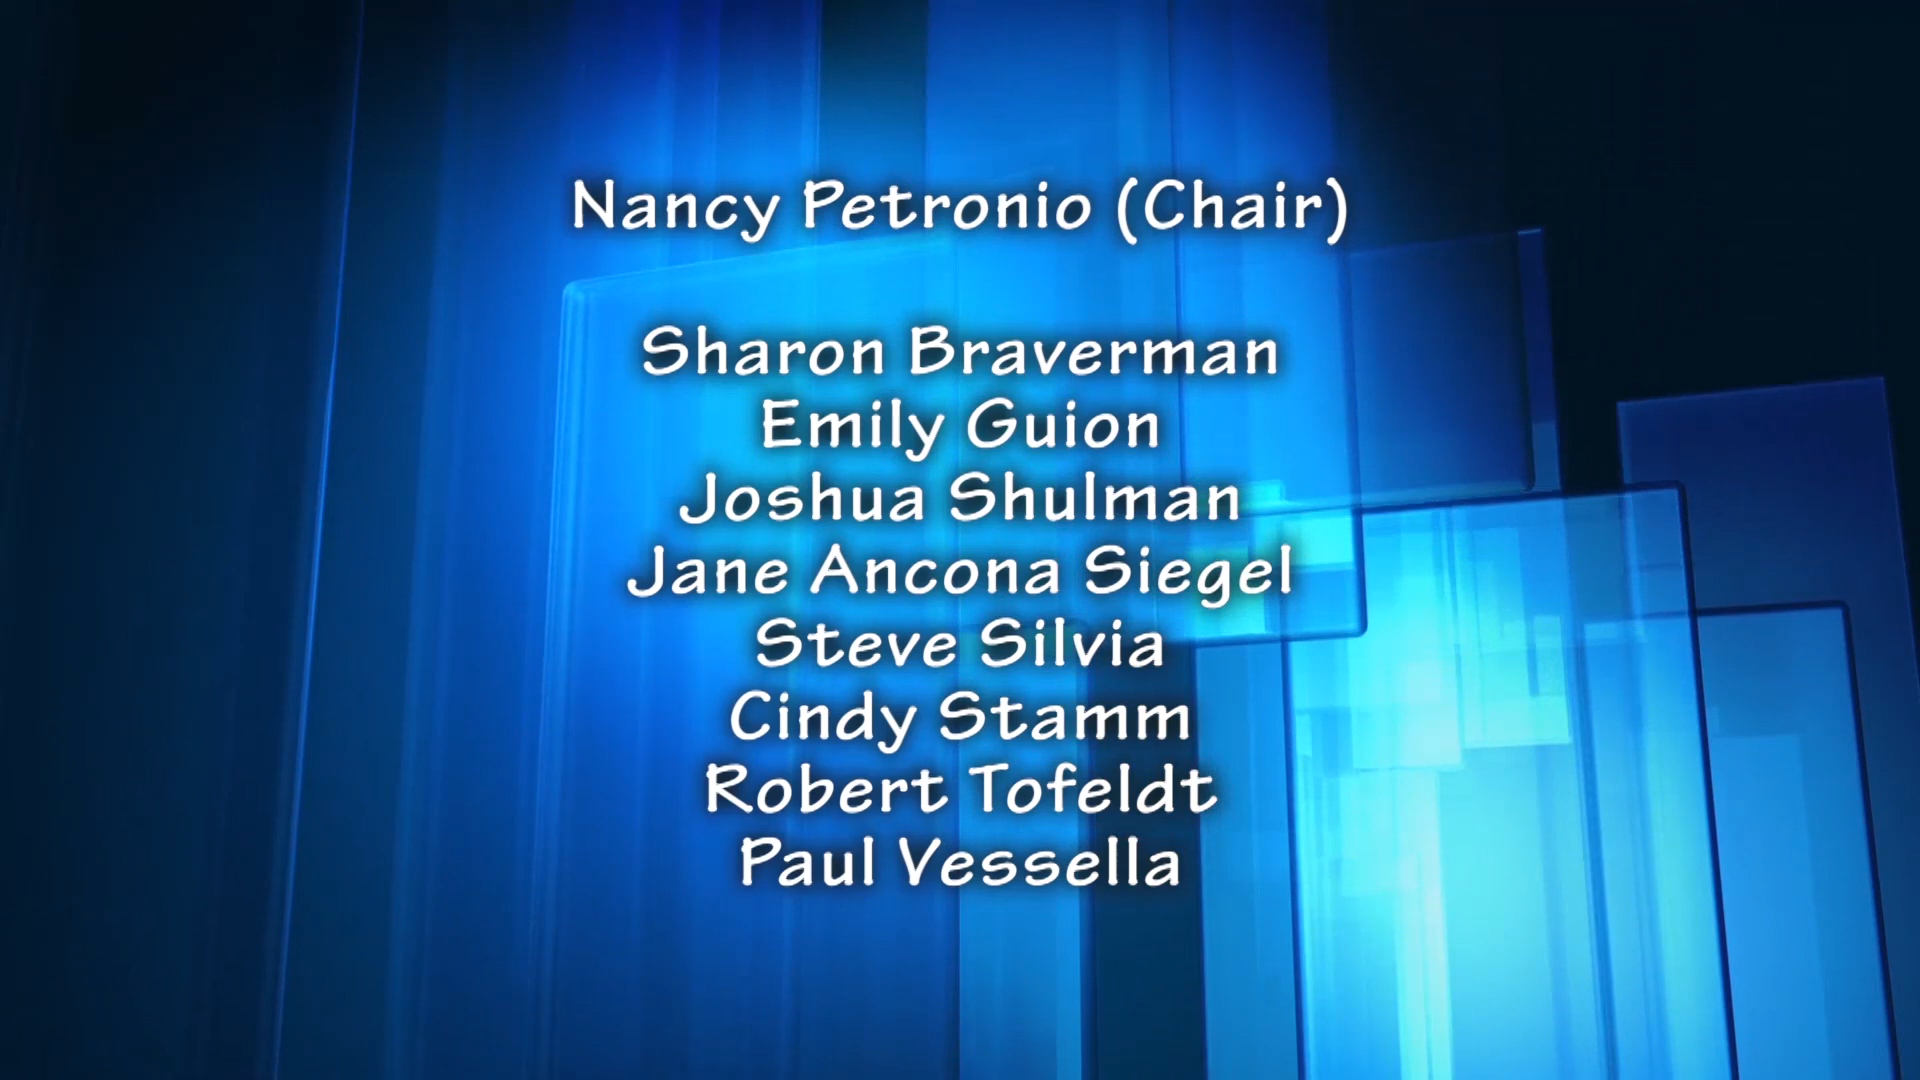 Nancy Petronio (Chair)
Sharon Braverman
Emily Guion
Joshua Shulman
Jane Ancona Siegel
Steve Silvia
Cindy Stamm
Robert Tofeldt
Paul Vessella